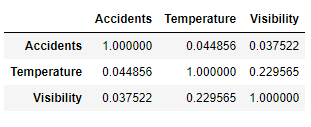 Accidents Temperature Visibility
Accidents 1.000000 0.044856 0.037522
Temperature 0.044856 1.000000 0.229565
Visibility 0.037522 0.229565 1.000000